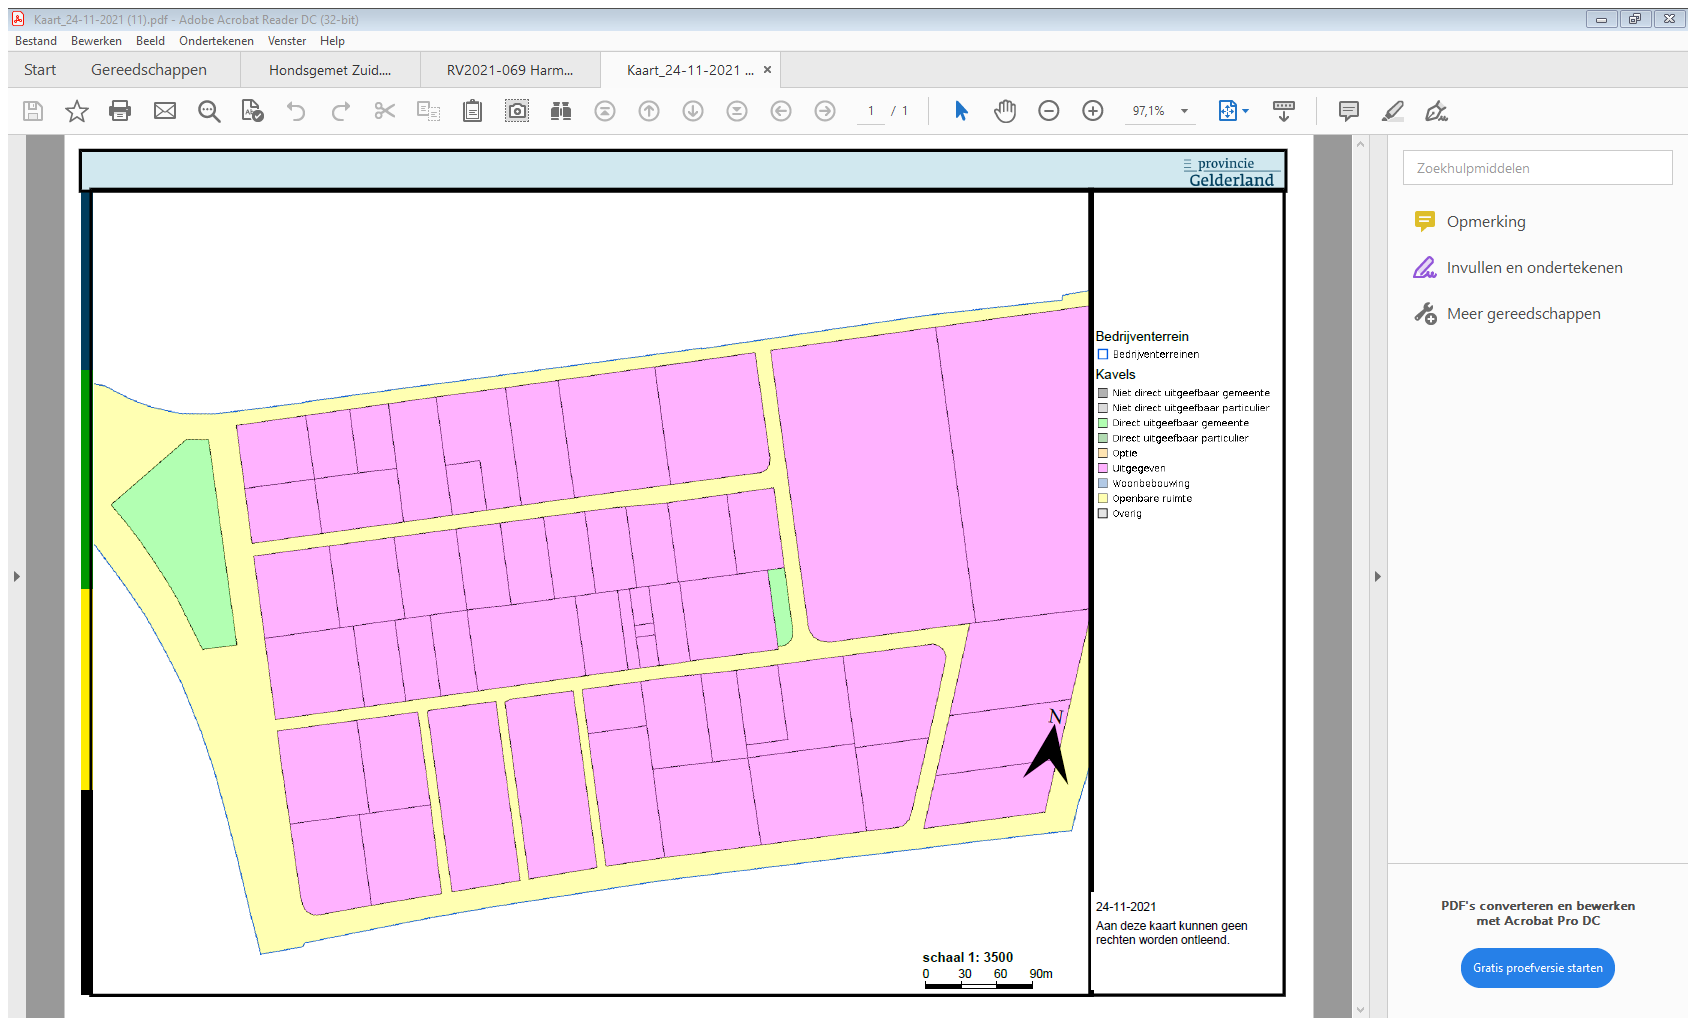 Kaart_24-11-2021 (11).pdf - Adobe Acrobat Reader DC (32-bit)
Bestand Bewerken Beeld Ondertekenen Venster Help
Start Gereedschappen Hondsgemet Zuid.... RV2021-069 Harm... Kaart_24-11-2021 ...
1 / 1 97,1%
Zoekhulpmiddelen
Opmerking
Invullen en ondertekenen
Meer gereedschappen
provincie
Gelderland
Bedrijventerrein
Bedrijventerreinen
Kavels
Niet direct uitgeefbaar gemeente
Niet direct uitgeefbaar particulier
Direct uitgeefbaar gemeente
Direct uitgeefbaar particulier
Optie
Uitgegeven
Woonbebouwing
Openbare ruimte
Overig
N
24-11-2021
Aan deze kaart kunnen geen
rechten worden ontleend.
schaal 1: 3500
0 30 60 90m
PDF's converteren en bewerken
met Acrobat Pro DC
Gratis proefversie starten